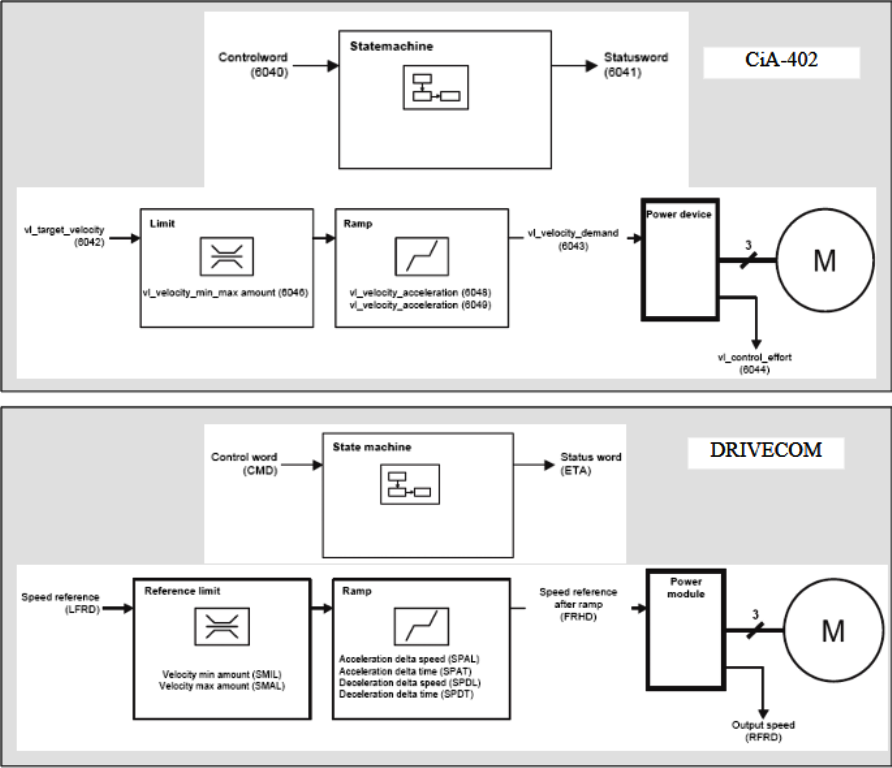 Statemachine
Controlword
(6040)
Statusword
(6041)
CiA-402
vl_target_velocity
(6042)
Limit
vl_velocity_min_max amount (6046)
Ramp
vl_velocity_acceleration (6048)
vl_velocity_acceleration (6049)
vl_velocity_demand
(6043)
Power device
3
M
vl_control_effort
(6044)
State machine
Control word
(CMD)
Status word
(ETA)
DRIVECOM
Speed reference
(LFRD)
Reference limit
Velocity min amount (SMIL)
Velocity max amount (SMAL)
Ramp
Acceleration delta speed (SPAL)
Acceleration delta time (SPAT)
Deceleration delta speed (SPDL)
Deceleration delta time (SPDT)
Speed reference
after ramp
(FRHD)
Power
module
3
M
Output speed
(RFRD)